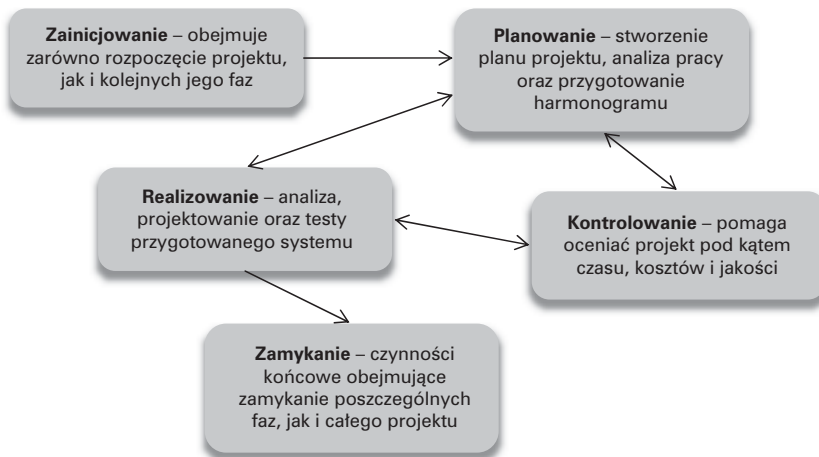 Zainicjowanie – obejmuje
zarówno rozpoczęcie projektu,
jak i kolejnych jego faz
Planowanie – stworzenie
planu projektu, analiza pracy
oraz przygotowanie
harmonogramu
Realizowanie – analiza,
projektowanie oraz testy
przygotowanego systemu
Kontrolowanie – pomaga
oceniać projekt pod kątem
czasu, kosztów i jakości
Zamykanie – czynności
końcowe obejmujące
zamykanie poszczególnych
faz, jak i całego projektu